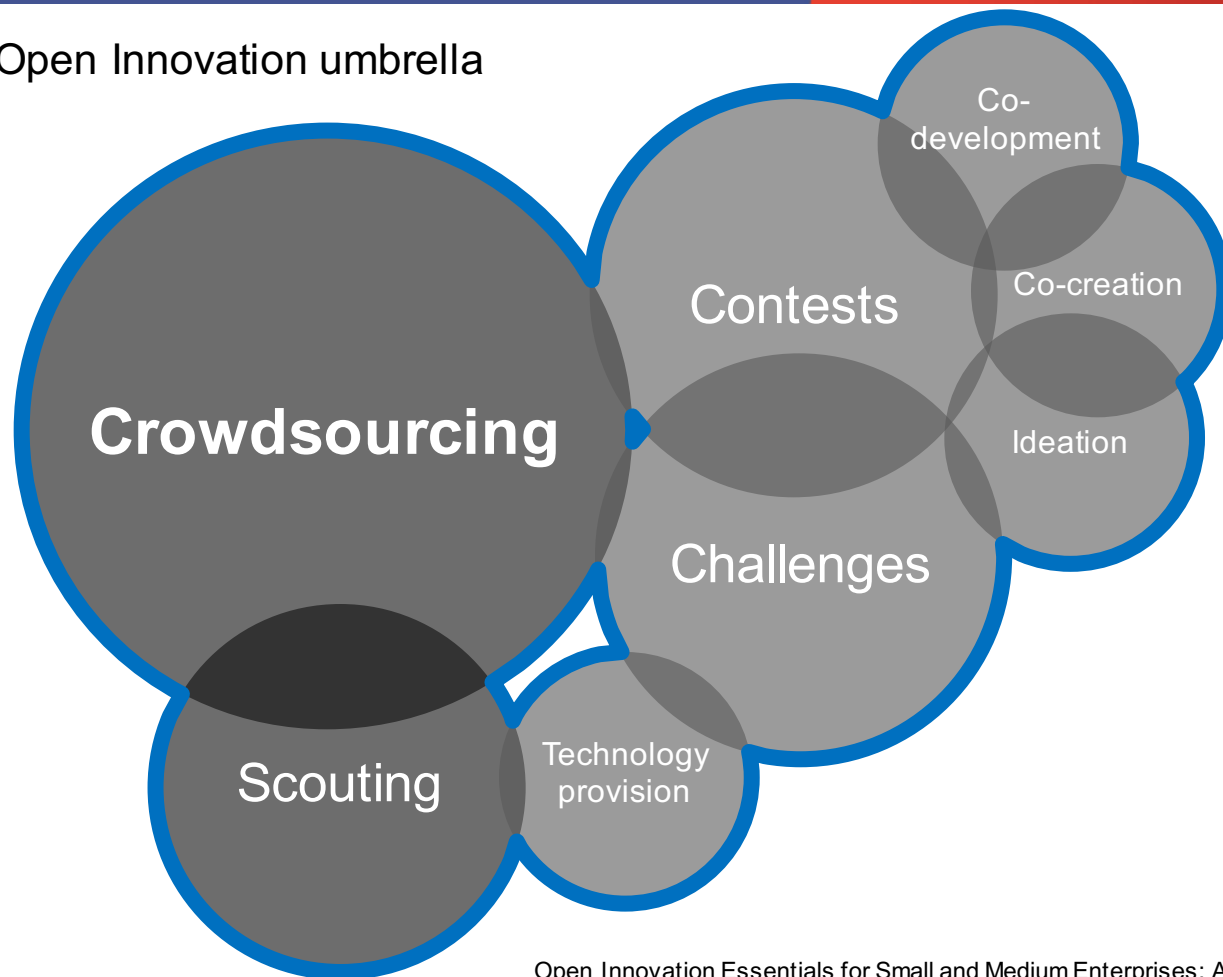 Open Innovation umbrella
Co-
development
Co-creation
Contests
Crowdsourcing
Ideation
Challenges
Technology
provision
Scouting
Open Innovation Essentials for Small and Medium Enterprises: A